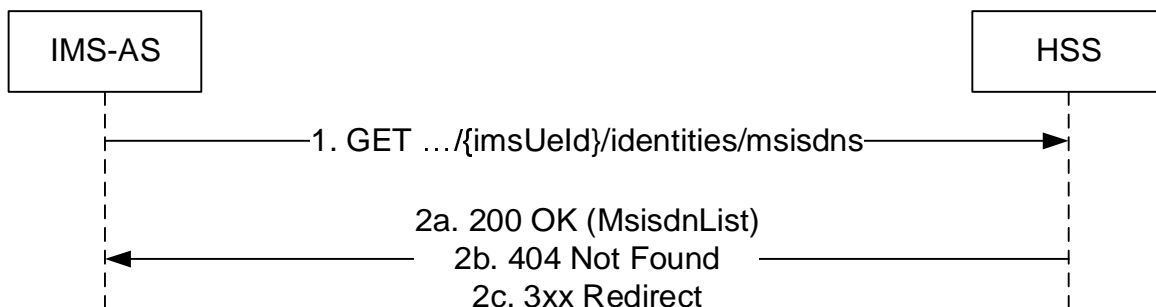 IMS-AS
HSS
1. GET …/{imsUeId}/identities/msisdns
2a. 200 OK (MsisdnList)
2b. 404 Not Found
2c. 3xx Redirect